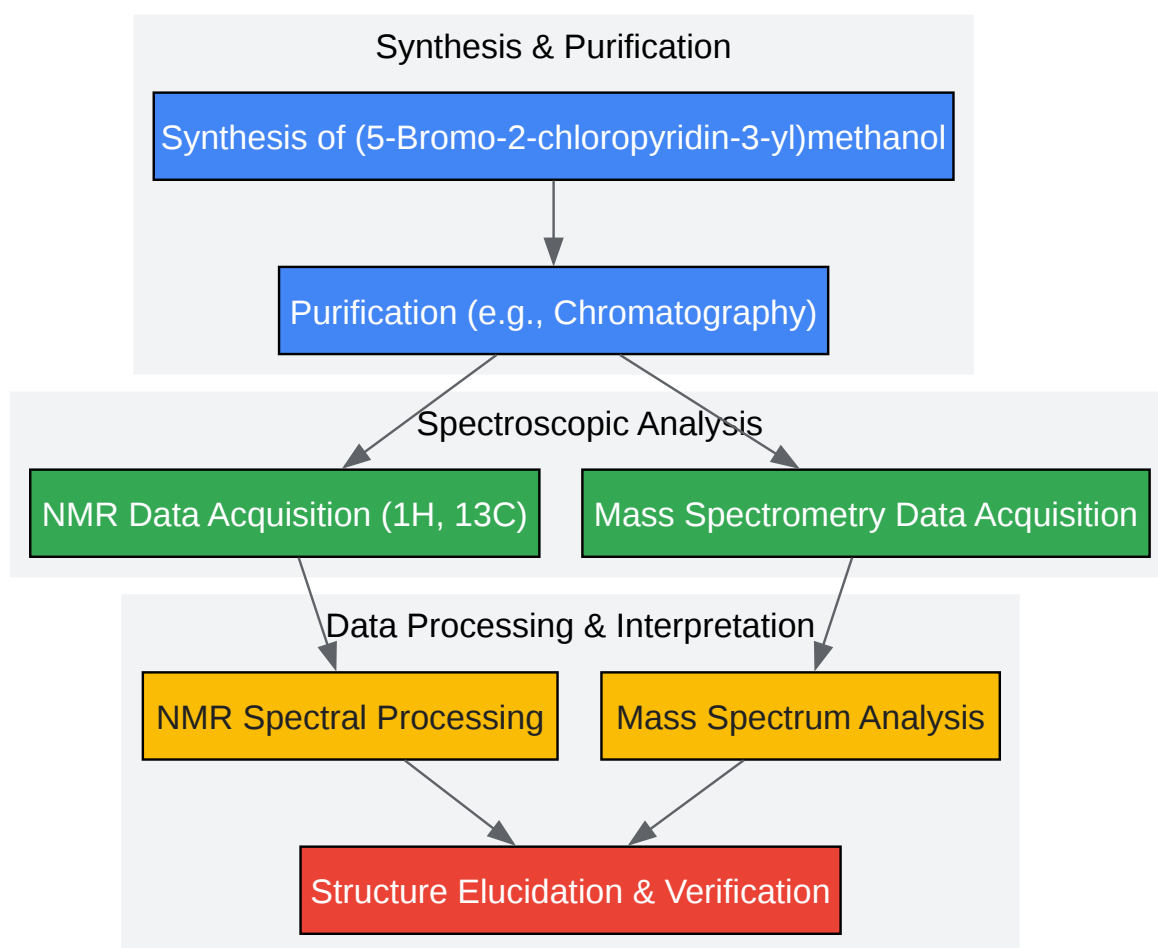 Synthesis & Purification
Synthesis of (5-Bromo-2-chloropyridin-3-yl)methanol
Purification (e.g., Chromatography)
Spectroscopic Analysis
NMR Data Acquisition (1H, 13C)
Mass Spectrometry Data Acquisition
Data Processing & Interpretation
NMR Spectral Processing
Mass Spectrum Analysis
Structure Elucidation & Verification